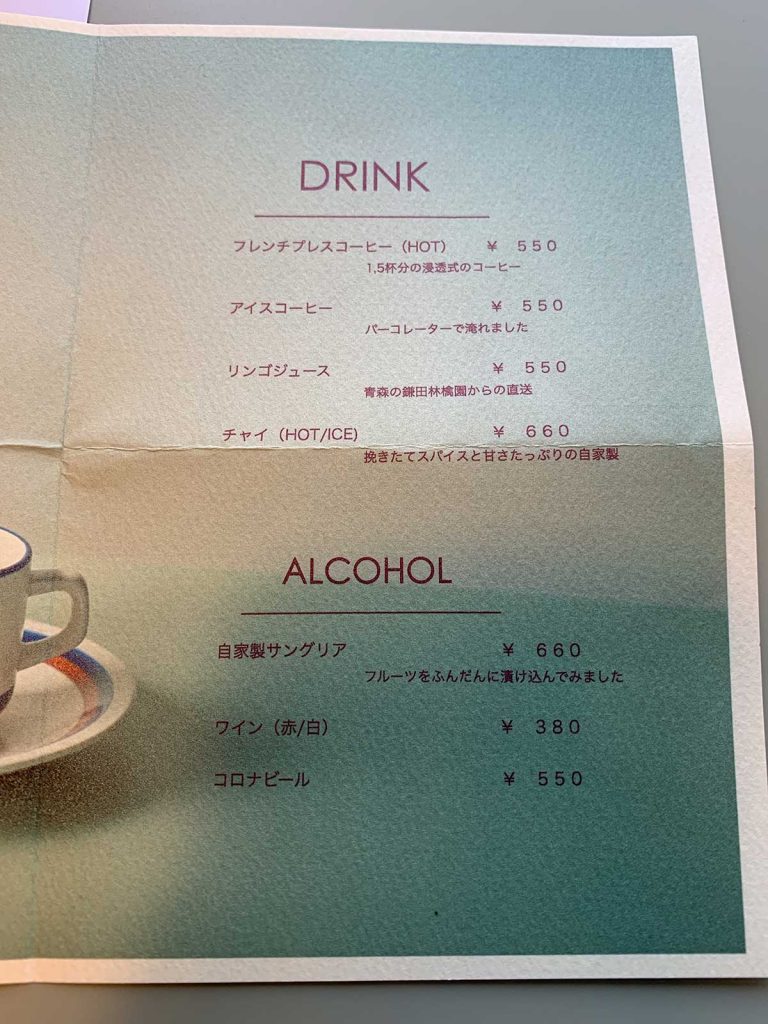 DRINK
フレンチプレスコーヒー（HOT） ￥ 550
1,5杯分の浸透式のコーヒー
アイスコーヒー ￥ 550
パーコレーターで淹れました
リンゴジュース ￥ 550
青森の鎌田林檎園からの直送
チャイ（HOT/ICE) ￥ 660
挽きたてスパイスと甘さたっぷりの自家製
ALCOHOL
自家製サングリア ￥ 660
フルーツをふんだんに漬け込んでみました
ワイン（赤/白） ￥ 380
コロナビール ￥ 550